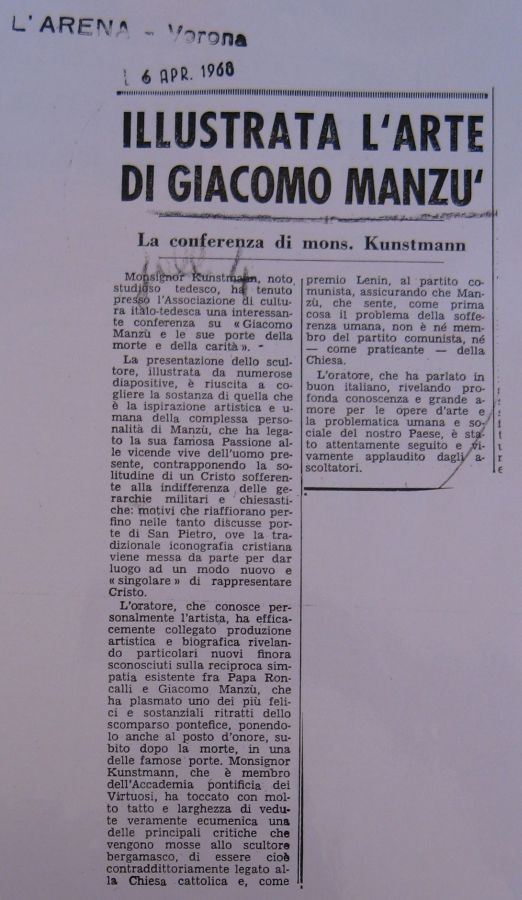 L'ARENA - Verona
6 APR. 1968
ILLUSTRATA L'ARTE
DI GIACOMO MANZU'
La conferenza di mons. Kunstmann
Monsignor Kunstmann, noto
studioso tedesco, ha tenuto
presso l'Associazione di cultu-
ra italo-tedesca una interessan-
te conferenza su « Giacomo
Manzù e le sue porte della
morte e della carità ».
La presentazione dello scul-
tore, illustrata da numerose
diapositive, è riuscita a co-
gliere la sostanza di quella che
è la ispirazione artistica e u-
mana della complessa perso-
nalità di Manzù, che ha lega-
to la sua famosa Passione al-
le vicende vive dell'uomo pre-
sente, contrapponendo la so-
litudine di un Cristo sofferen-
te alla indifferenza delle ge-
rarchie militari e chiesasti-
che: motivi che riaffiorano per-
fino nelle tanto discusse por-
te di San Pietro, ove la tra-
dizionale iconografia cristiana
viene messa da parte per dar
luogo ad un modo nuovo e
« singolare » di rappresentare
Cristo.
L'oratore, che conosce per-
sonalmente l'artista, ha effica-
cemente collegato produzione
artistica e biografica rivelan-
do particolari nuovi finora
sconosciuti sulla reciproca sim-
patia esistente fra Papa Ron-
calli e Giacomo Manzù, che
ha plasmato uno dei più feli-
ci e sostanziali ritratti dello
scomparso pontefice, ponendo-
lo anche al posto d'onore, su-
bito dopo la morte, in una
delle famose porte. Monsignor
Kunstmann, che è membro
dell'Accademia pontificia dei
Virtuosi, ha toccato con mol-
to tatto e larghezza di vedu-
te veramente ecumenica una
delle principali critiche che
vengono mosse allo scultore
bergamasco, di essere cioè
contraddittoriamente legato al-
la Chiesa cattolica e, come
premio Lenin, al partito co-
munista, assicurando che Man-
zù, che sente, come prima
cosa il problema della soffe-
renza umana, non è né mem-
bro del partito comunista, né
— come praticante — della
Chiesa.
L'oratore, che ha parlato in
buon italiano, rivelando pro-
fonda conoscenza e grande a-
more per le opere d'arte e
la problematica umana e so-
ciale del nostro Paese, è sta-
to attentamente seguito e vi-
vamente applaudito dagli a-
scoltatori.